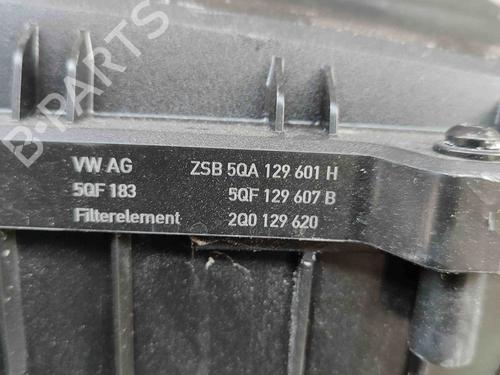 B-PARTS
VW AG ZSB 5QA 129 601 H
5QF 183 5QF 129 607 B
Filterelement 2Q0 129 620